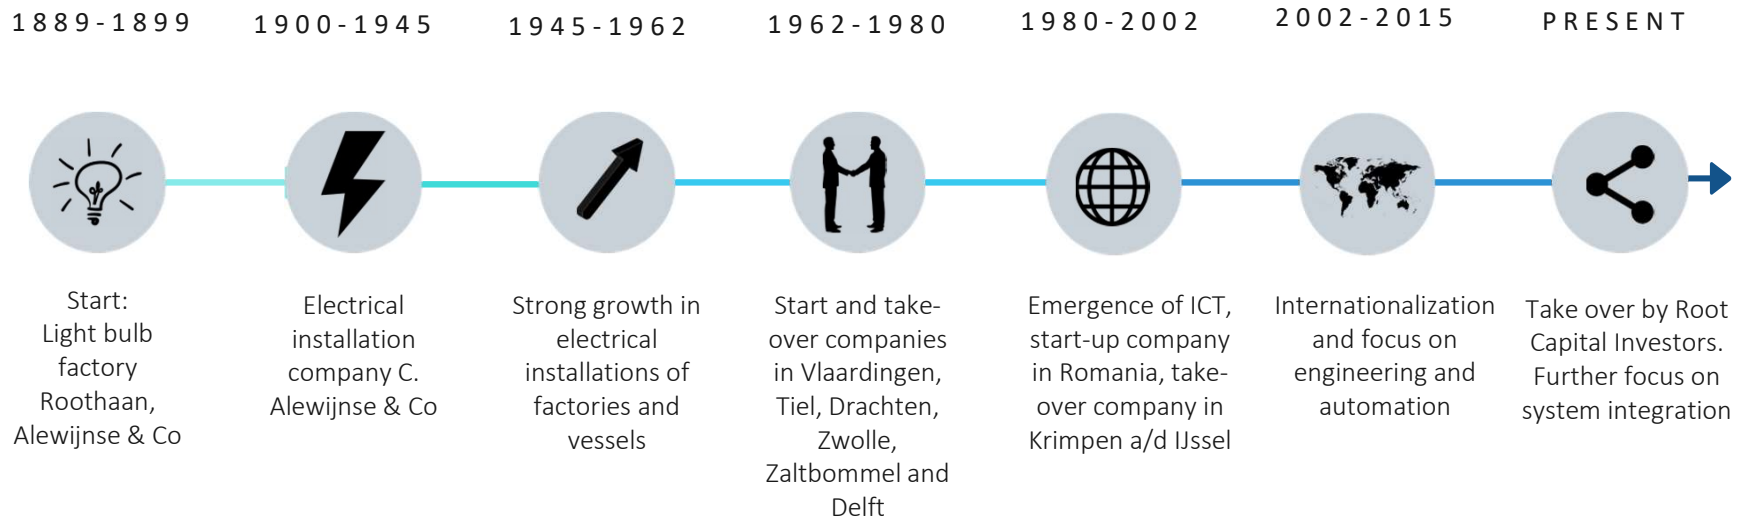 1889-1899
1900-1945
1945-1962
1962-1980
1980-2002
2002-2015
PRESENT
Start:
Light bulb
factory
Roothaan,
Alewijnse & Co
Electrical
installation
company C.
Alewijnse & Co
Strong growth in
electrical
installations of
factories and
vessels
Start and take-
over companies
in Vlaardingen,
Tiel, Drachten,
Zwolle,
Zaltbommel and
Delft
Emergence of ICT,
start-up company
in Romania, take-
over company in
Krimpen a/d IJssel
Internationalization
and focus on
engineering and
automation
Take over by Root
Capital Investors.
Further focus on
system integration